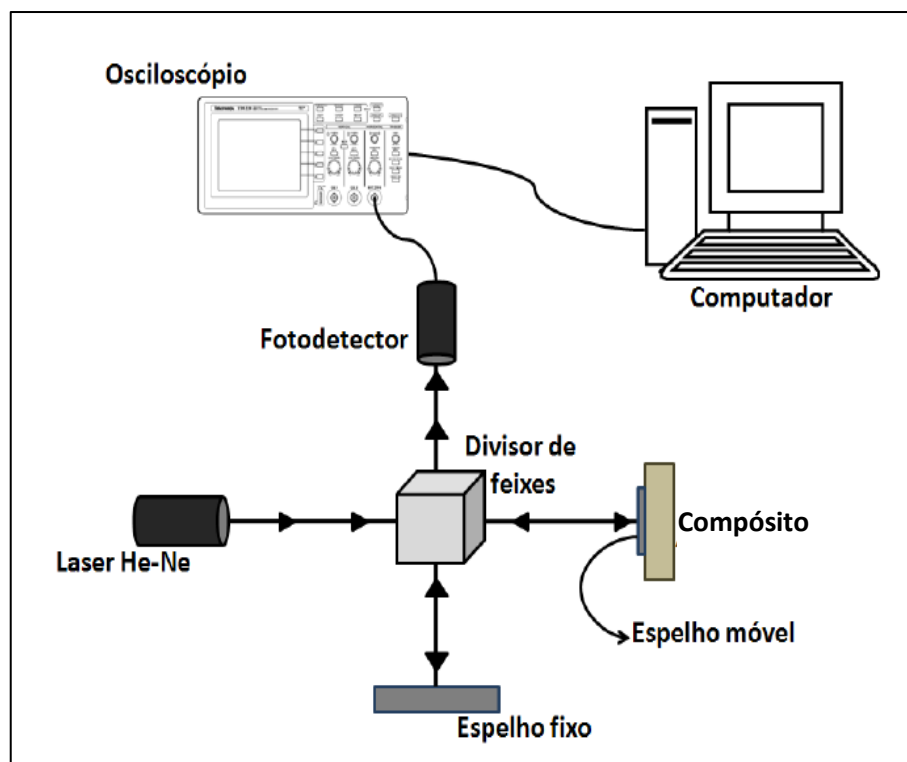 Osciloscópio
Computador
Fotodetector
Divisor de
feixes
Compósito
Laser He-Ne
Espelho móvel
Espelho fixo